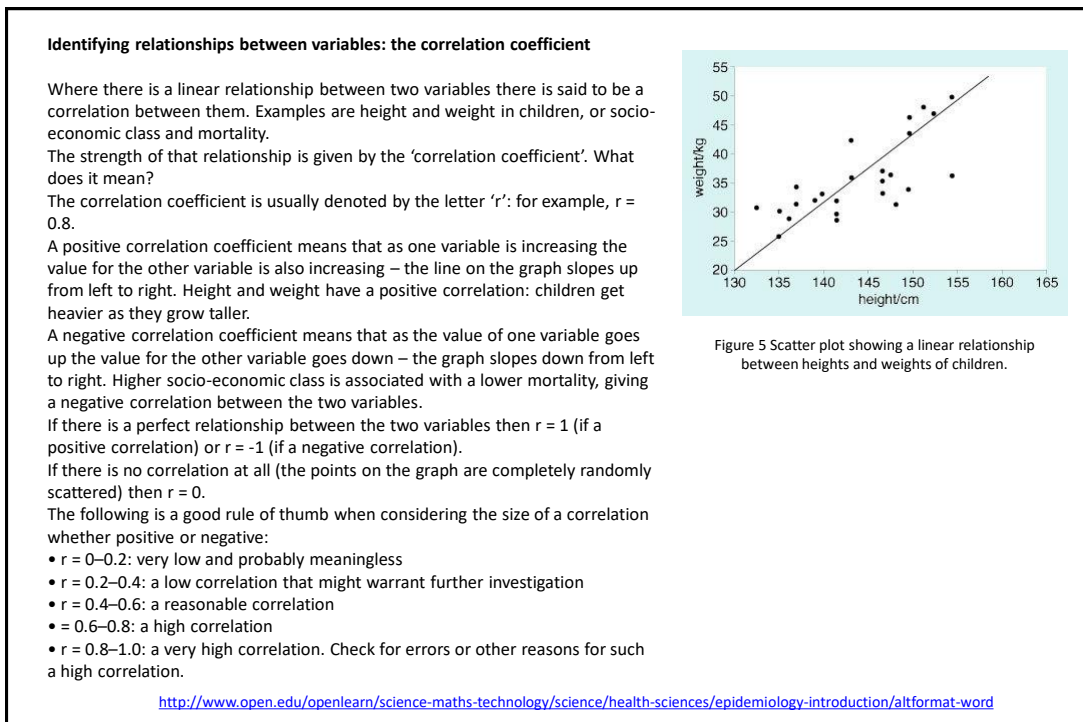 Identifying relationships between variables: the correlation coefficient
Where there is a linear relationship between two variables there is said to be a
correlation between them. Examples are height and weight in children, or socio-
economic class and mortality.
The strength of that relationship is given by the ‘correlation coefficient’. What
does it mean?
The correlation coefficient is usually denoted by the letter ‘r’: for example, r =
0.8.
A positive correlation coefficient means that as one variable is increasing the
value for the other variable is also increasing – the line on the graph slopes up
from left to right. Height and weight have a positive correlation: children get
heavier as they grow taller.
A negative correlation coefficient means that as the value of one variable goes
up the value for the other variable goes down – the graph slopes down from left
to right. Higher socio-economic class is associated with a lower mortality, giving
a negative correlation between the two variables.
If there is a perfect relationship between the two variables then r = 1 (if a
positive correlation) or r = -1 (if a negative correlation).
If there is no correlation at all (the points on the graph are completely randomly
scattered) then r = 0.
The following is a good rule of thumb when considering the size of a correlation
whether positive or negative:
• r = 0–0.2: very low and probably meaningless
• r = 0.2–0.4: a low correlation that might warrant further investigation
• r = 0.4–0.6: a reasonable correlation
• = 0.6–0.8: a high correlation
• r = 0.8–1.0: a very high correlation. Check for errors or other reasons for such
a high correlation.
55
50
45
40
35
30
25
20
weight/kg
130 135 140 145 150 155 160 165
height/cm
Figure 5 Scatter plot showing a linear relationship
between heights and weights of children.
http://www.open.edu/openlearn/science-maths-technology/science/health-sciences/epidemiology-introduction/altformat-word